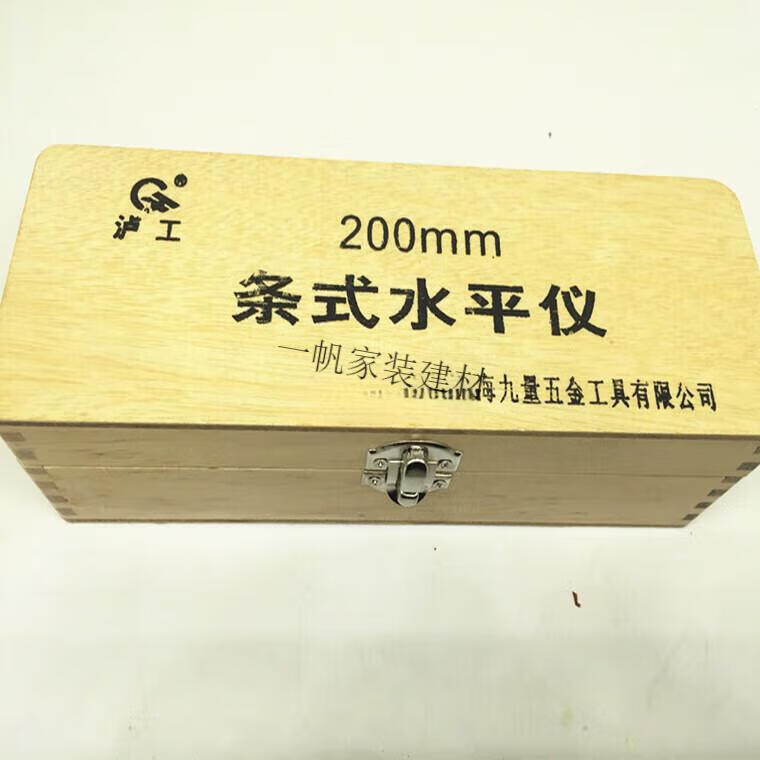 沪工
200mm
条式水平仪
一帆家装建材
海九量五金工具有限公司